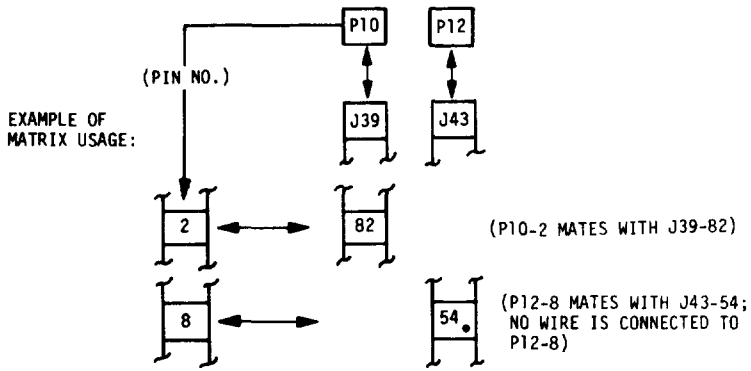 P10 P12
(PIN NO.)
J39 J43
EXAMPLE OF
MATRIX USAGE:
2 82 (P10-2 MATES WITH J39-82)
8 54 (P12-8 MATES WITH J43-54;
NO WIRE IS CONNECTED TO
P12-8)